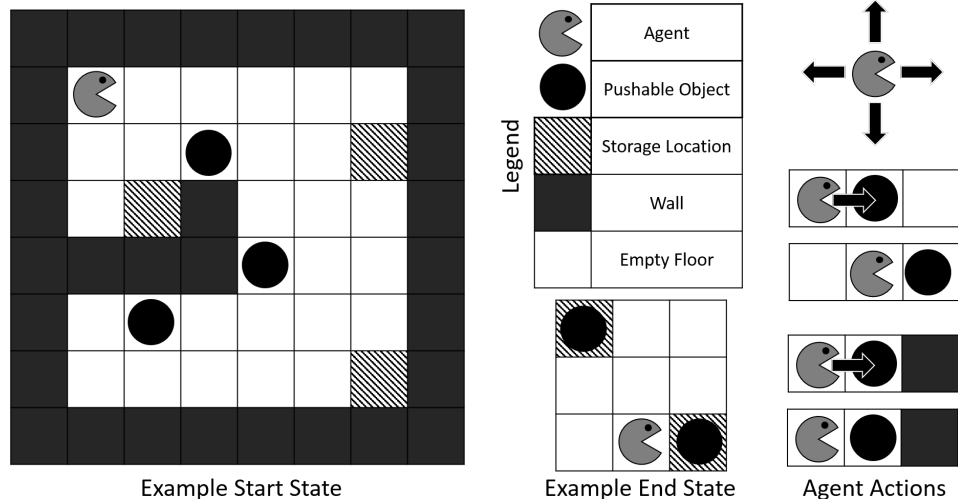 Legend
Agent
Pushable Object
Storage Location
Wall
Empty Floor
Example Start State
Example End State
Agent Actions